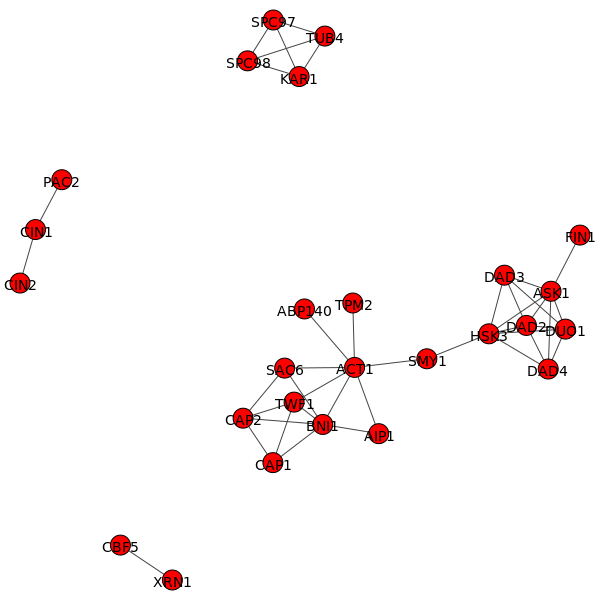 SPC97
TUB4
SPC98
KAR1
PAC2
CIN1
CIN2
FIN1
DAD3
ASK1
HSK3
DAD2
DUO1
DAD4
ABP140
TPM2
SMY1
SAC6
ACT1
TWF1
CAP2
BNI1
AIP1
CAP1
CBF5
XRN1